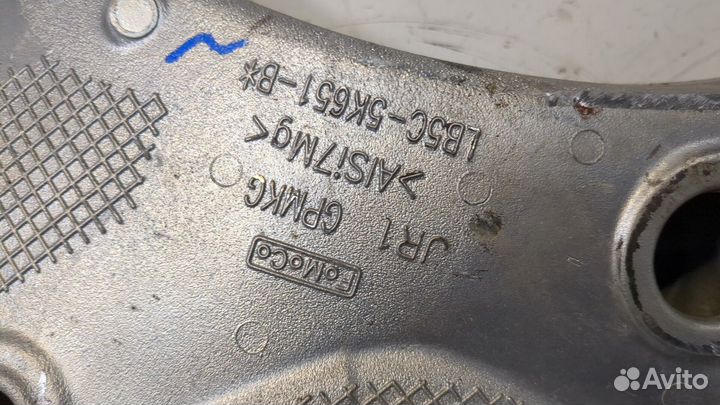 LB5C-5K651-B*
>AlSi7Mg<
GPMKG
JR1
FoMoCo
Avito